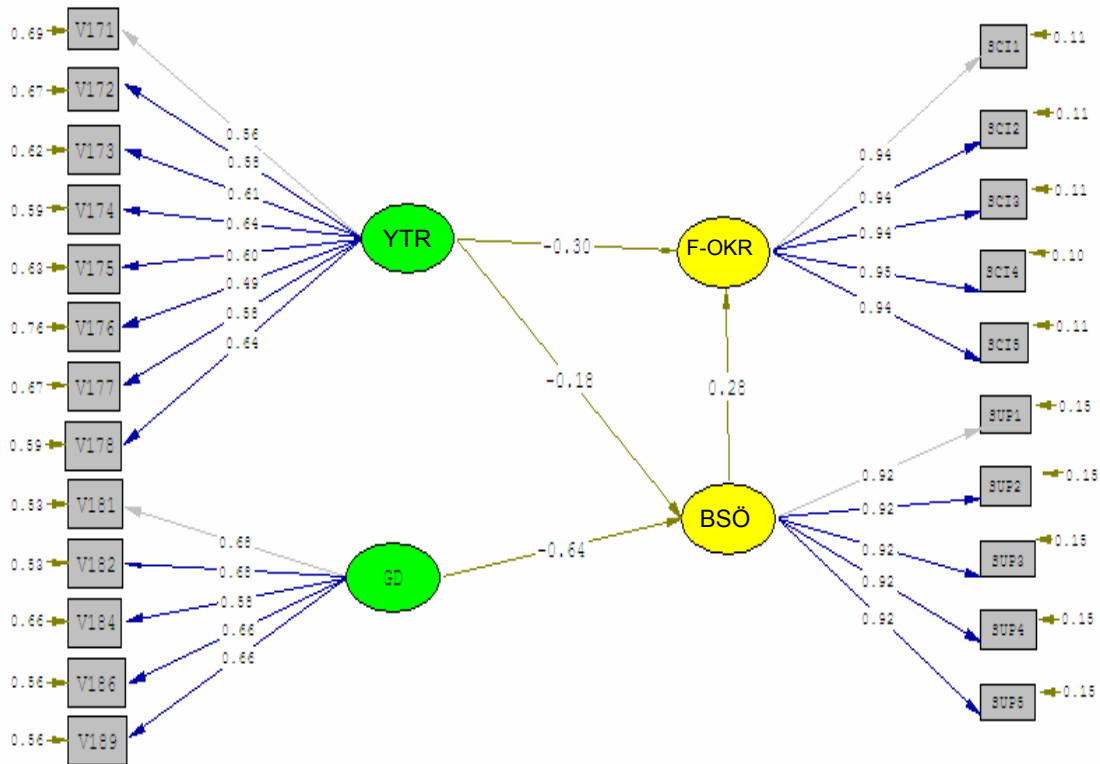 0.69 V171
0.67 V172
0.62 V173
0.59 V174
0.63 V175
0.76 V176
0.67 V177
0.59 V178
0.53 V181
0.53 V182
0.66 V184
0.56 V186
0.56 V189
0.56
0.58
0.61
0.64
0.60
0.49
0.58
0.64
0.68
0.68
0.58
0.66
0.66
YTR
GD
-0.30
-0.18
0.28
-0.64
F-OKR
BSÖ
0.94
0.94
0.94
0.95
0.94
0.92
0.92
0.92
0.92
0.92
SCI1 0.11
SCI2 0.11
SCI3 0.11
SCI4 0.10
SCI5 0.11
SUP1 0.15
SUP2 0.15
SUP3 0.15
SUP4 0.15
SUP5 0.15